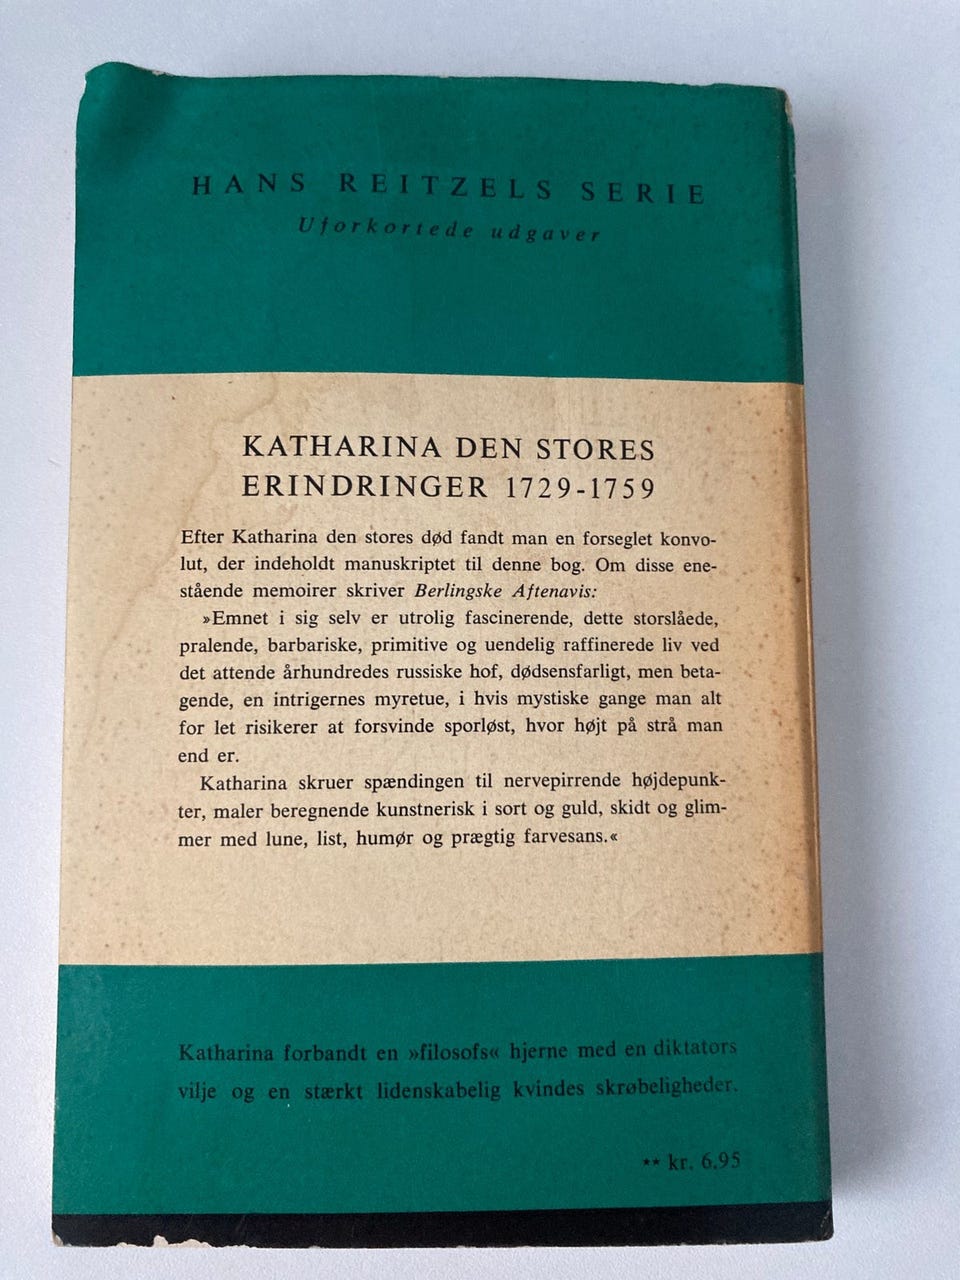 HANS REITZELS SERIE
Uforkortede udgaver
KATHARINA DEN STORES
ERINDRINGER 1729-1759
Efter Katharina den stores død fandt man en forseglet konvo-
lut, der indeholdt manuskriptet til denne bog. Om disse ene-
stående memoirer skriver Berlingske Aftenavis:
»Emnet i sig selv er utrolig fascinerende, dette storslåede,
pralende, barbariske, primitive og uendelig raffinerede liv ved
det attende århundredes russiske hof, dødsensfarligt, men beta-
gende, en intrigernes myretue, i hvis mystiske gange man alt
for let risikerer at forsvinde sporløst, hvor højt på strå man
end er.
Katharina skruer spændingen til nervepirrende højdepunk-
ter, maler beregnende kunstnerisk i sort og guld, skidt og glim-
mer med lune, list, humør og prægtig farvesans.«
Katharina forbandt en »filosofs« hjerne med en diktators
vilje og en stærkt lidenskabelig kvindes skrøbeligheder.
** kr. 6.95